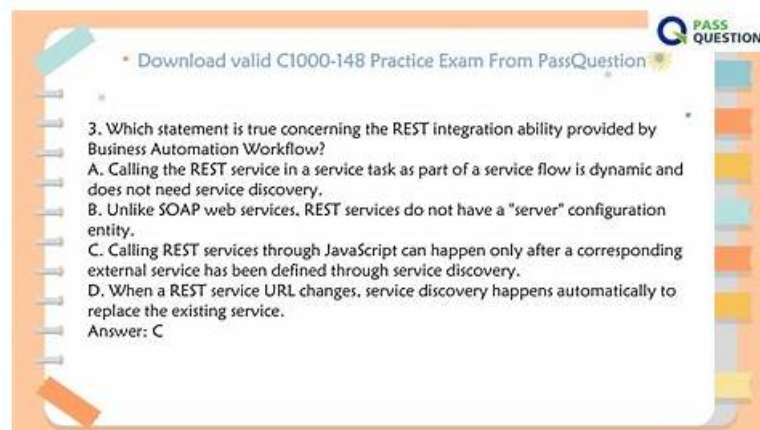 PASS
QUESTION
• Download valid C1000-148 Practice Exam From PassQuestion
3. Which statement is true concerning the REST integration ability provided by
Business Automation Workflow?
A. Calling the REST service in a service task as part of a service flow is dynamic and
does not need service discovery.
B. Unlike SOAP web services, REST services do not have a "server" configuration
entity.
C. Calling REST services through JavaScript can happen only after a corresponding
external service has been defined through service discovery.
D. When a REST service URL changes, service discovery happens automatically to
replace the existing service.
Answer: C